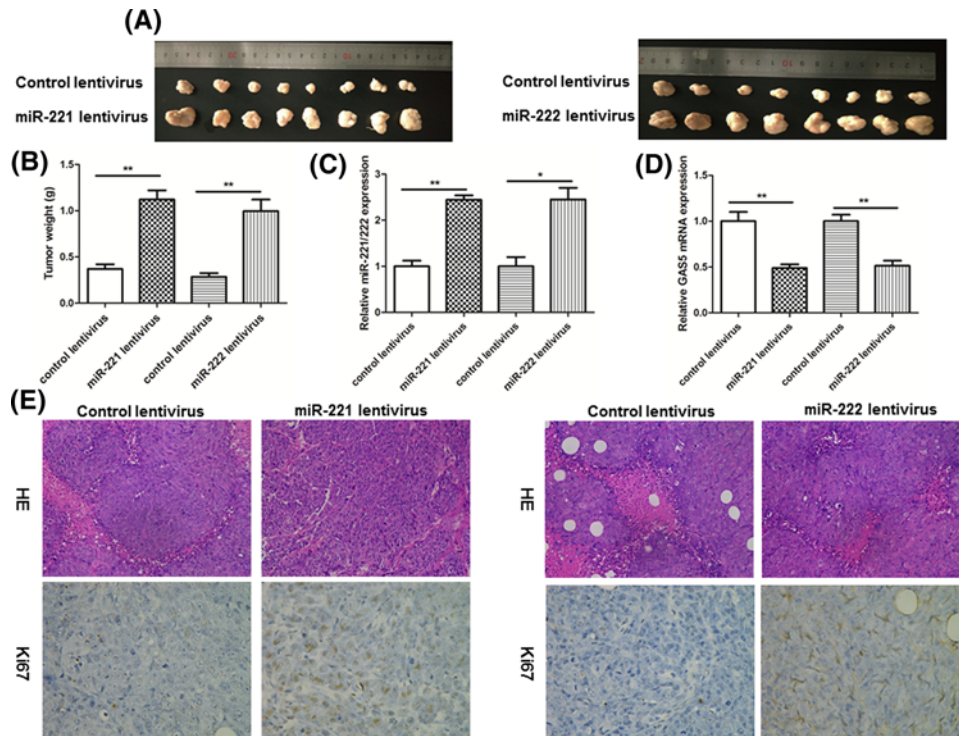 (A)
Control lentivirus
miR-221 lentivirus
Control lentivirus
miR-222 lentivirus
(B)
Tumor weight (g)
1.5
1.0
0.5
0.0
**
**
control lentivirus
miR-221 lentivirus
control lentivirus
miR-222 lentivirus
(C)
Relative miR-221/222 expression
3
2
1
0
**
*
control lentivirus
miR-221 lentivirus
control lentivirus
miR-222 lentivirus
(D)
Relative GAS5 mRNA expression
1.5
1.0
0.5
0.0
**
**
control lentivirus
miR-221 lentivirus
control lentivirus
miR-222 lentivirus
(E)
Control lentivirus
miR-221 lentivirus
Control lentivirus
miR-222 lentivirus
HE
HE
Ki67
Ki67